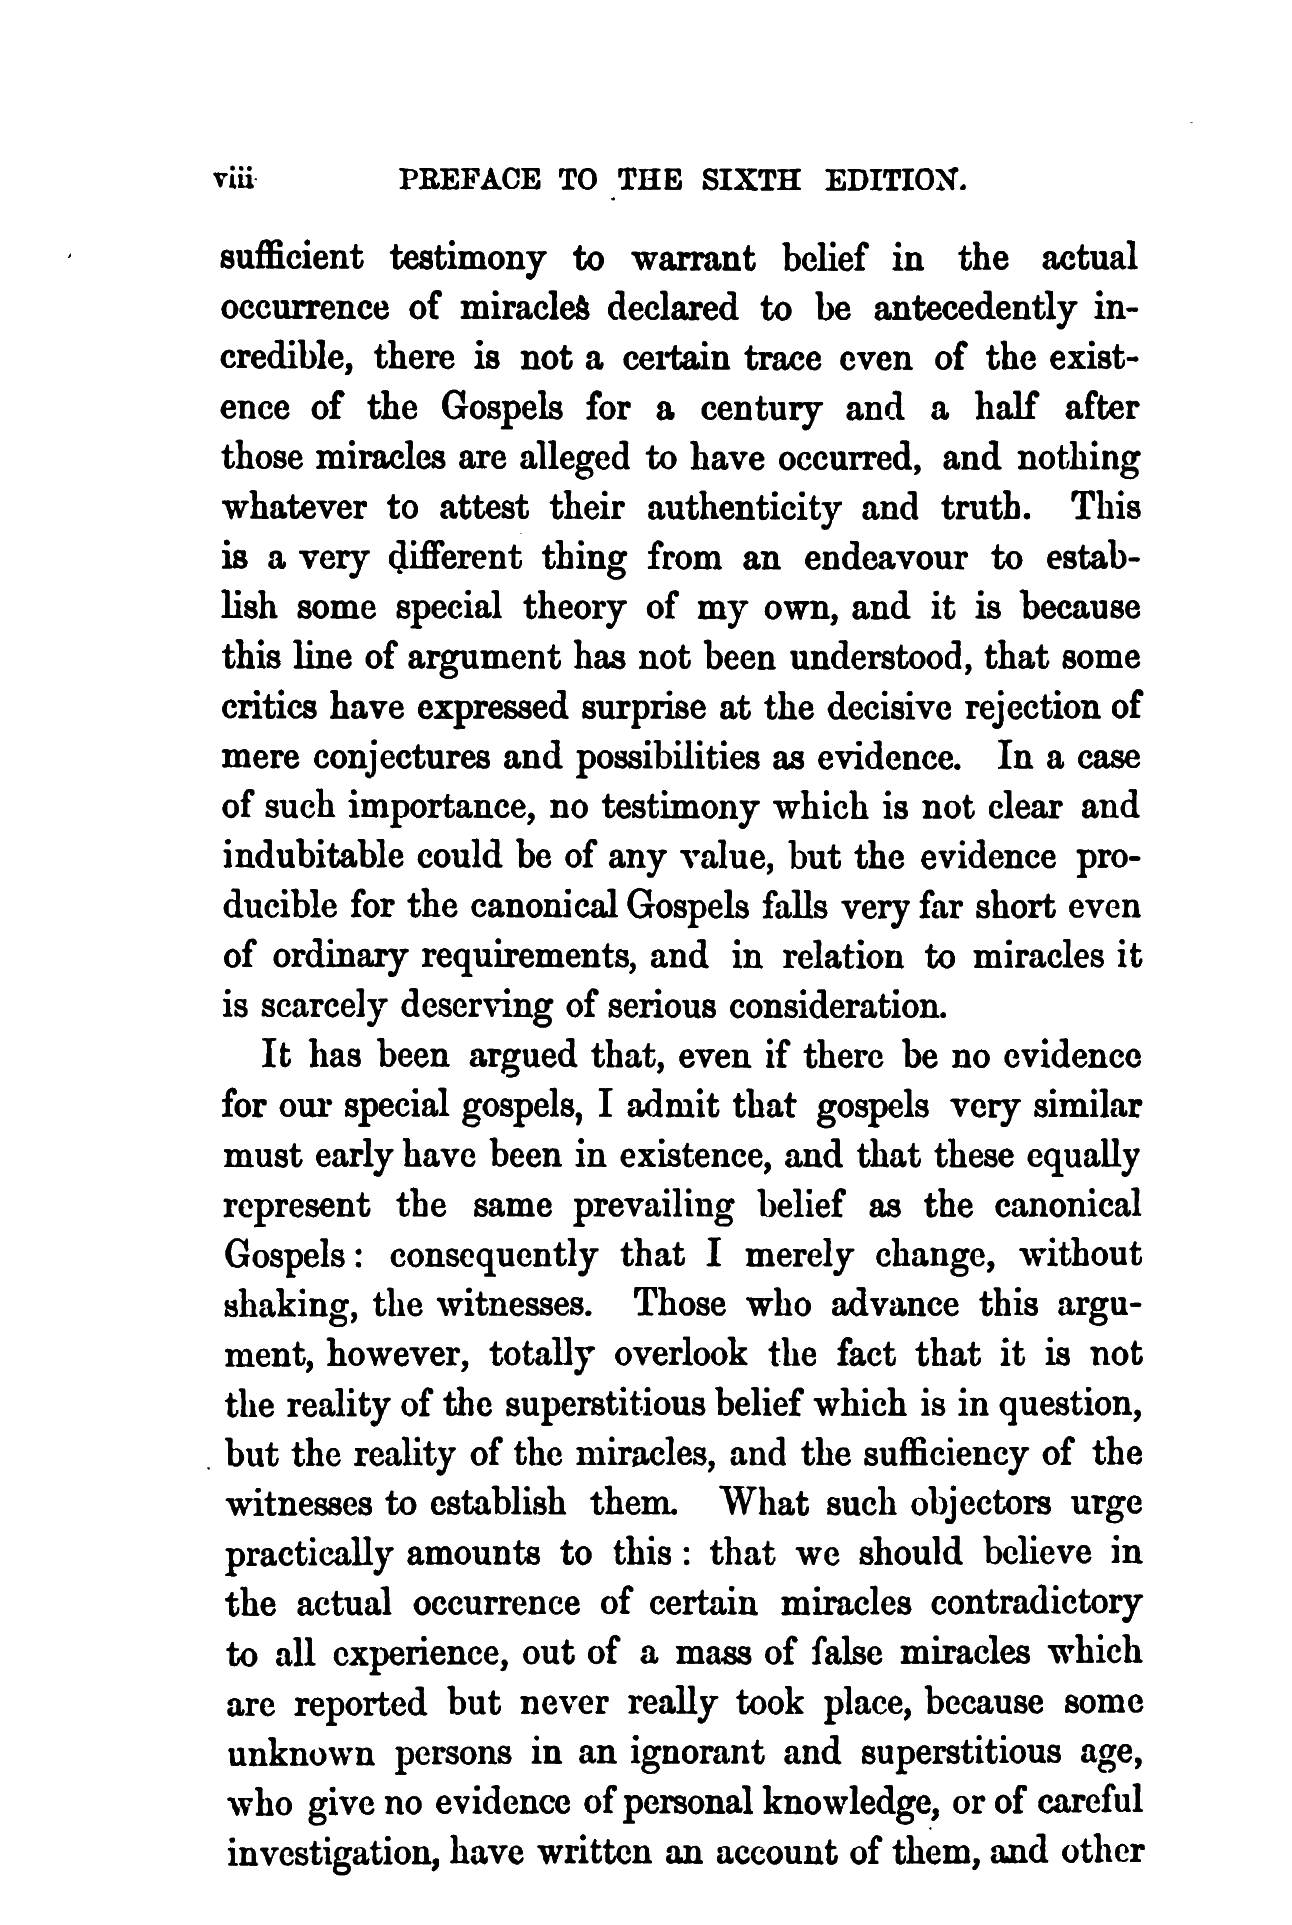 viii PREFACE TO THE SIXTH EDITION.
sufficient testimony to warrant belief in the actual
occurrence of miracles declared to be antecedently in-
credible, there is not a certain trace even of the exist-
ence of the Gospels for a century and a half after
those miracles are alleged to have occurred, and nothing
whatever to attest their authenticity and truth. This
is a very different thing from an endeavour to estab-
lish some special theory of my own, and it is because
this line of argument has not been understood, that some
critics have expressed surprise at the decisive rejection of
mere conjectures and possibilities as evidence. In a case
of such importance, no testimony which is not clear and
indubitable could be of any value, but the evidence pro-
ducible for the canonical Gospels falls very far short even
of ordinary requirements, and in relation to miracles it
is scarcely deserving of serious consideration.
It has been argued that, even if there be no evidence
for our special gospels, I admit that gospels very similar
must early have been in existence, and that these equally
represent the same prevailing belief as the canonical
Gospels: consequently that I merely change, without
shaking, the witnesses. Those who advance this argu-
ment, however, totally overlook the fact that it is not
the reality of the superstitious belief which is in question,
but the reality of the miracles, and the sufficiency of the
witnesses to establish them. What such objectors urge
practically amounts to this: that we should believe in
the actual occurrence of certain miracles contradictory
to all experience, out of a mass of false miracles which
are reported but never really took place, because some
unknown persons in an ignorant and superstitious age,
who give no evidence of personal knowledge, or of careful
investigation, have written an account of them, and other